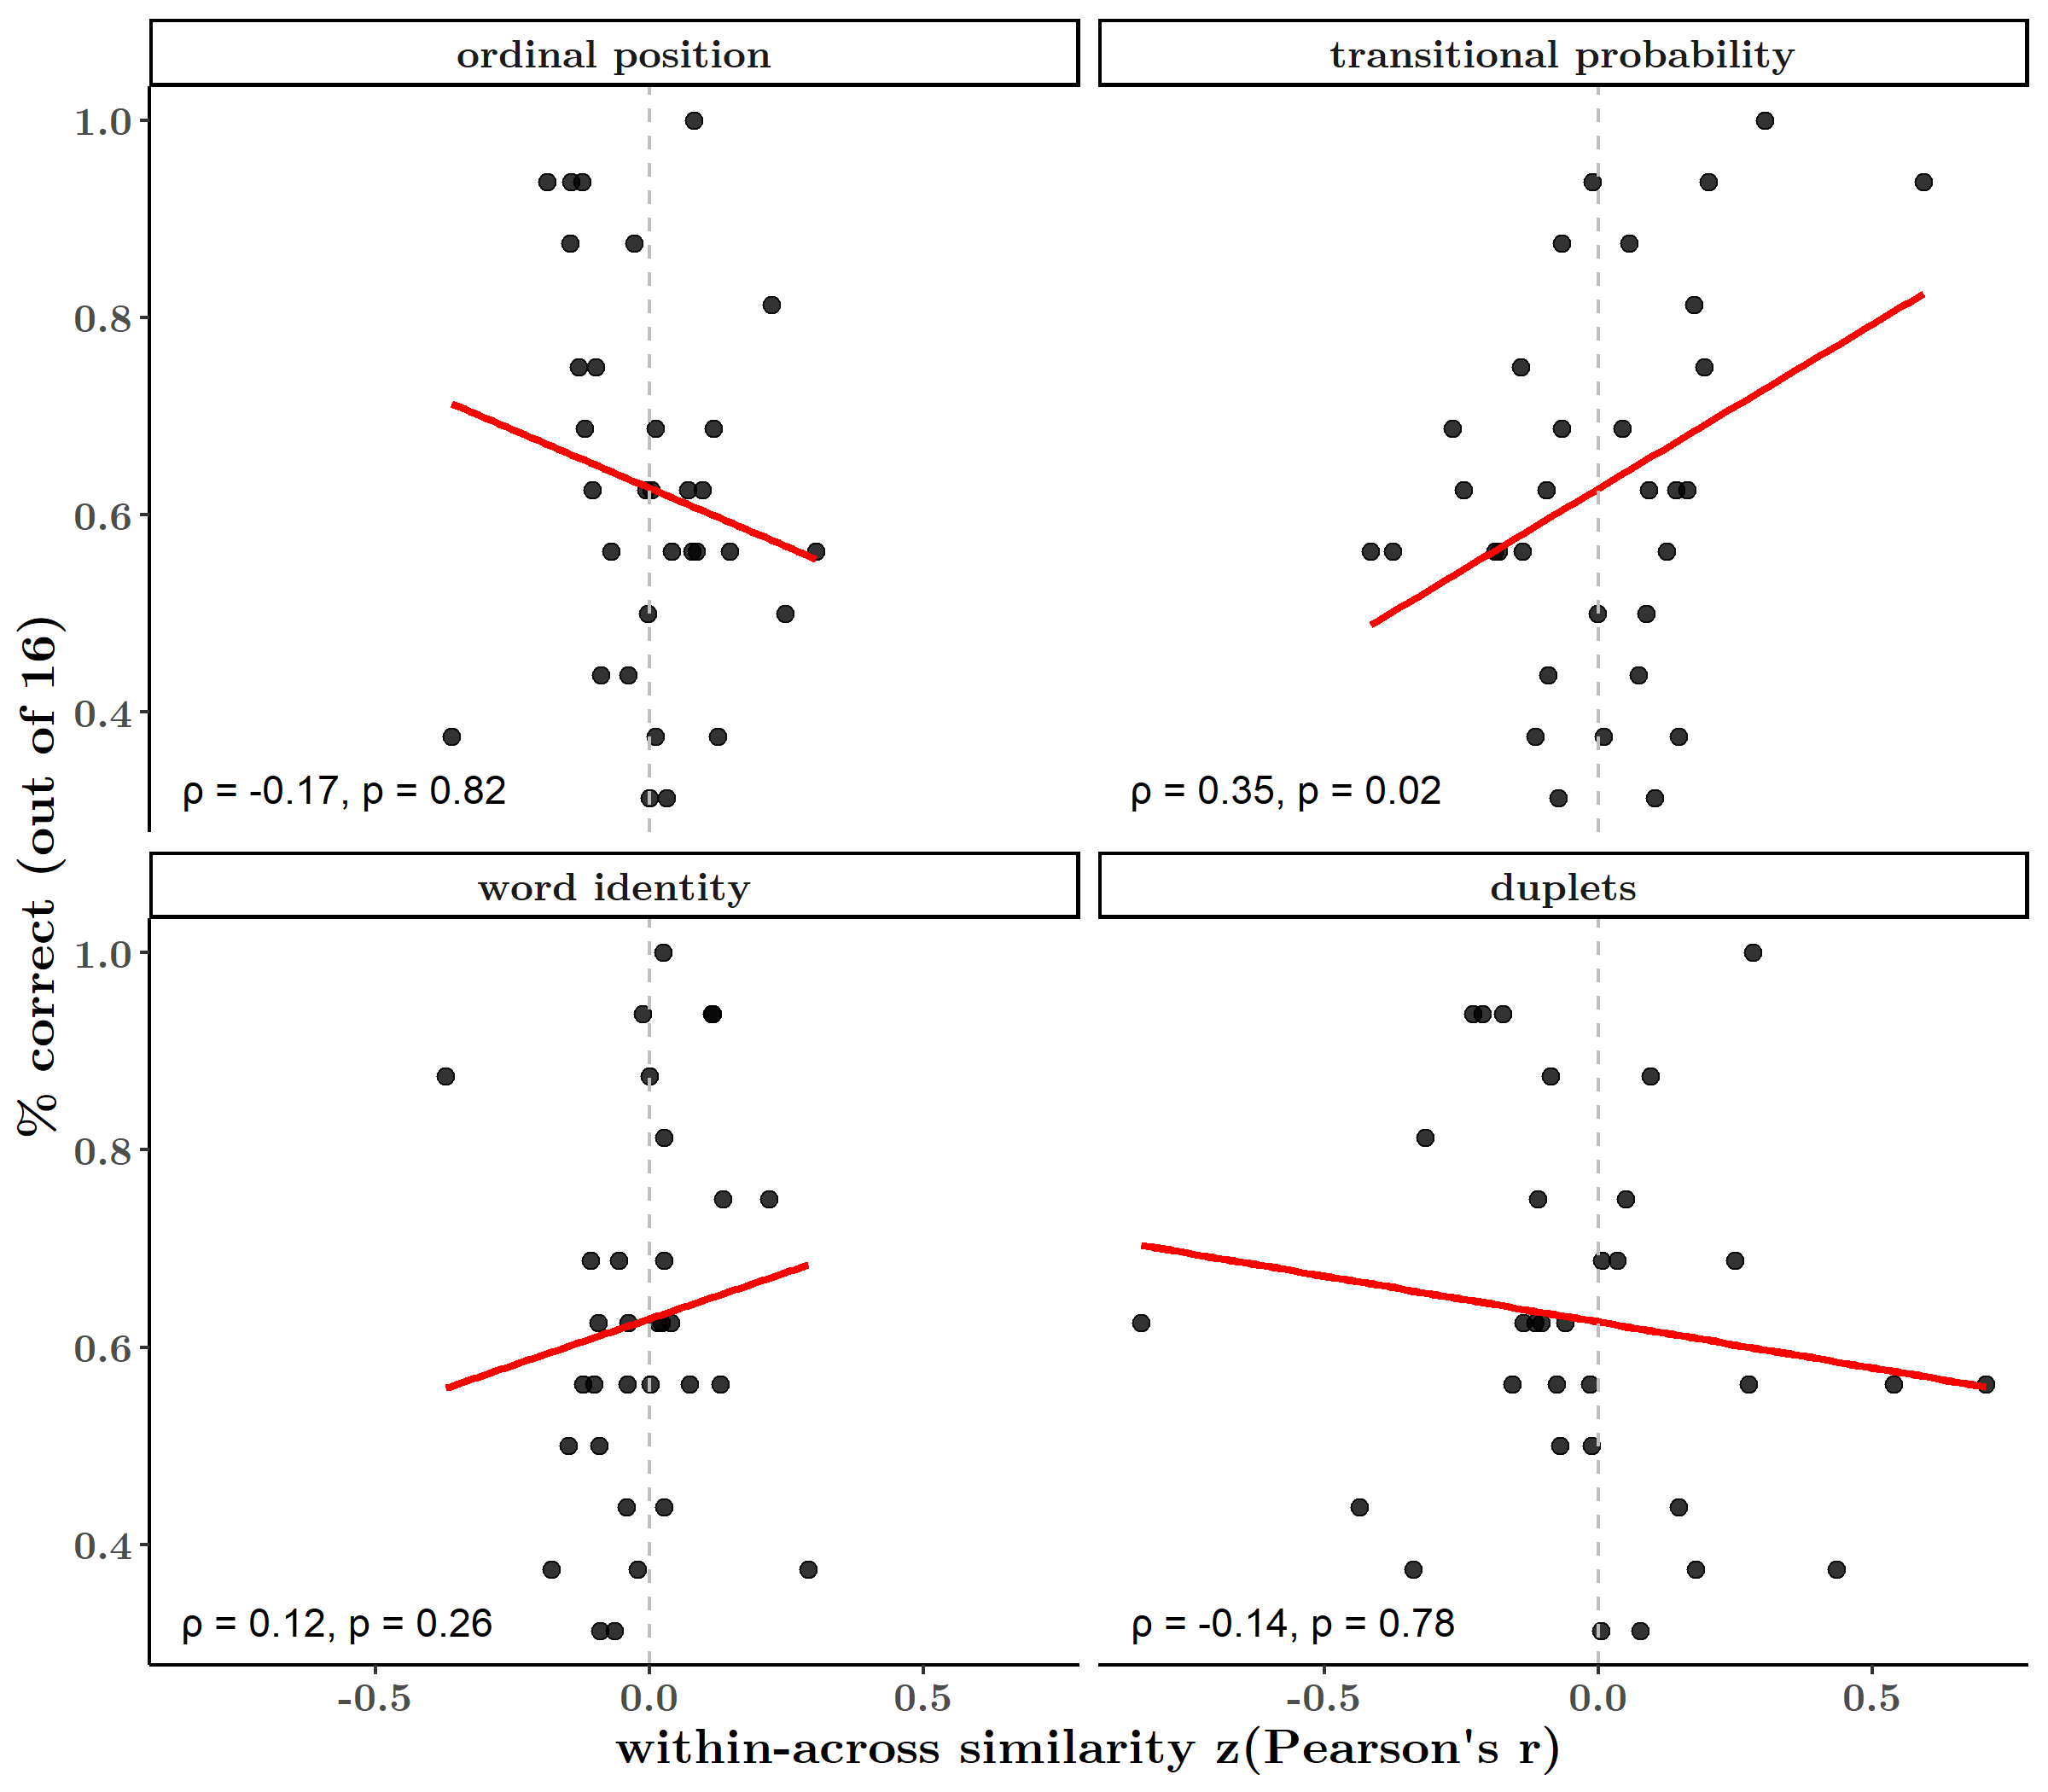 ordinal position
transitional probability
1.0
0.8
0.6
0.4
ρ = -0.17, p = 0.82
ρ = 0.35, p = 0.02
word identity
duplets
1.0
0.8
0.6
0.4
ρ = 0.12, p = 0.26
ρ = -0.14, p = 0.78
-0.5 0.0 0.5
-0.5 0.0 0.5
within-across similarity z(Pearson's r)
% correct (out of 16)